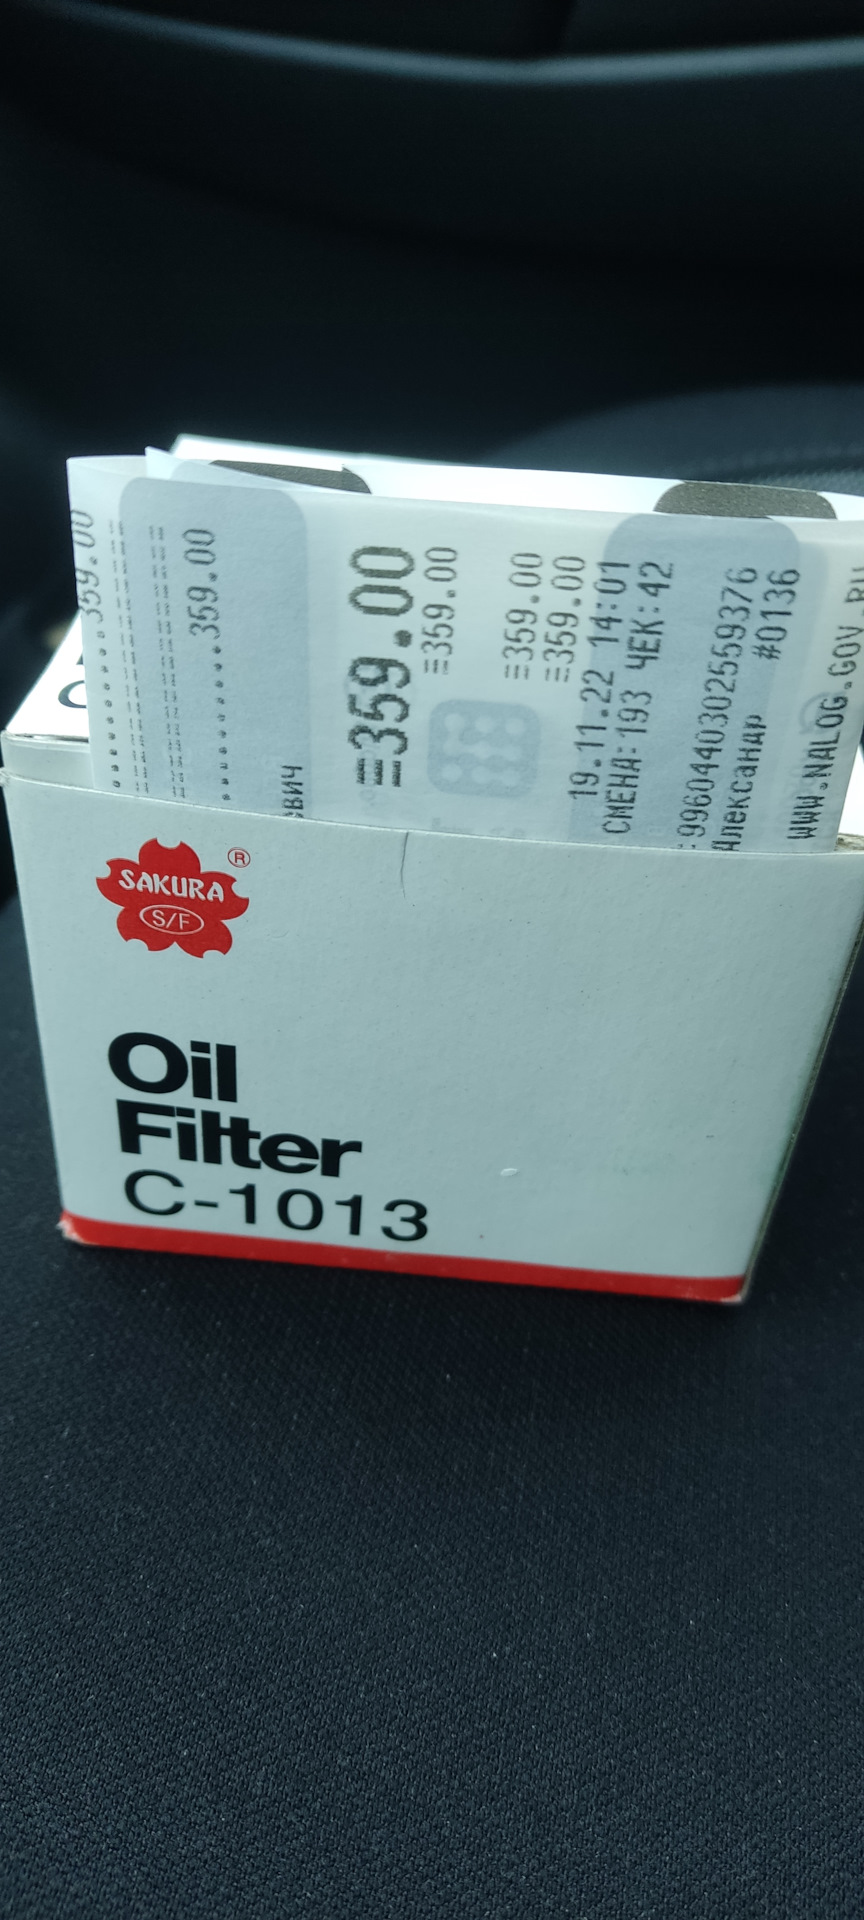 359.00
359.00
ЕВИЧ
≡359.00
=359.00
=359.00
=359.00
19.11.22 14:01
СМЕНА:193 ЧЕК:42
:9960440302559376
Александр #0136
WWW.NALOG.GOV.RU
C
SAKURA ®
S/F
Oil
Filter
C-1013